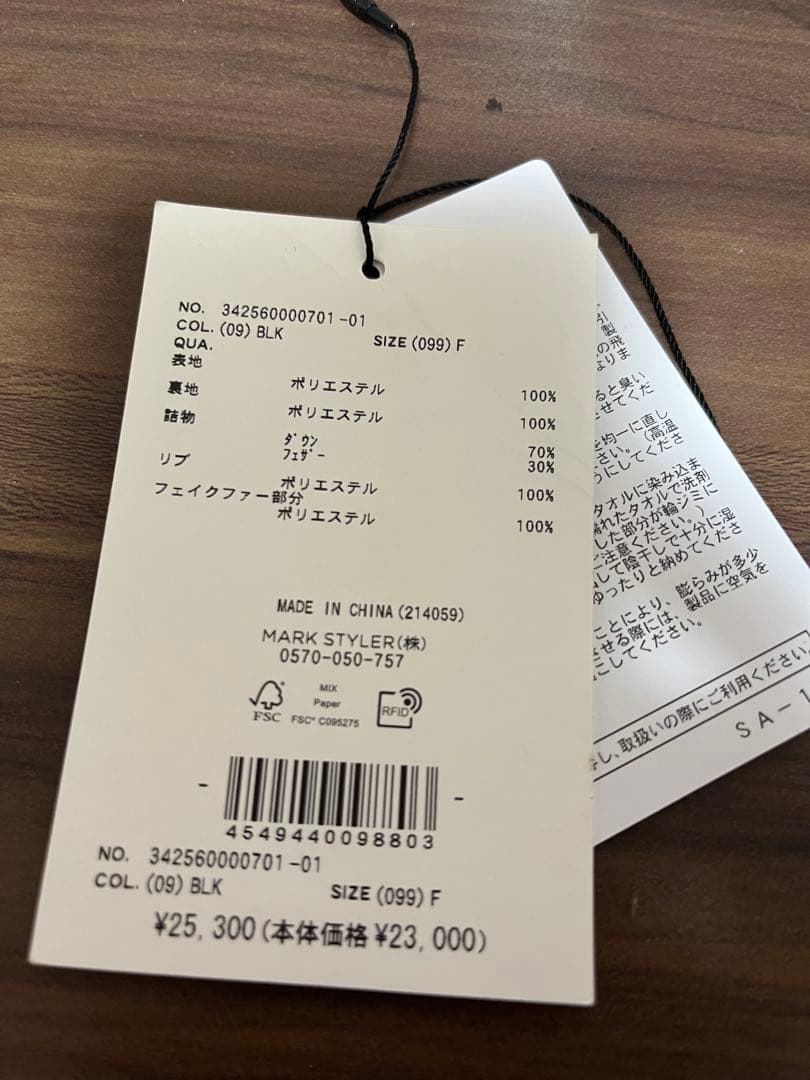 NO. 342560000701-01
COL. (09) BLK SIZE (099) F
QUA.
表地
ポリエステル 100%
裏地
ポリエステル 100%
詰物
ダウン 70%
フェザー 30%
リブ
ポリエステル 100%
フェイクファー部分
ポリエステル 100%
MADE IN CHINA (214059)
MARK STYLER(株)
0570-050-757
FSC
MIX
Paper
FSC® C095275
RFID
4549440098803
NO. 342560000701-01
COL. (09) BLK SIZE (099) F
¥25,300(本体価格¥23,000)
引
製
の飛
なりま
ると臭い
させてくだ
を均一に直し
さい。(高温
うにしてくださ
タオルに染み込ま
濡れたタオルで洗剤
した部分が輪ジミに
ご注意ください。)
して陰干しで十分に湿
ゆったりと納めてくださ
ことにより、膨らみが多少
せる際には、製品に空気を
こしてください。
し、取扱いの際にご利用ください。
SA-1